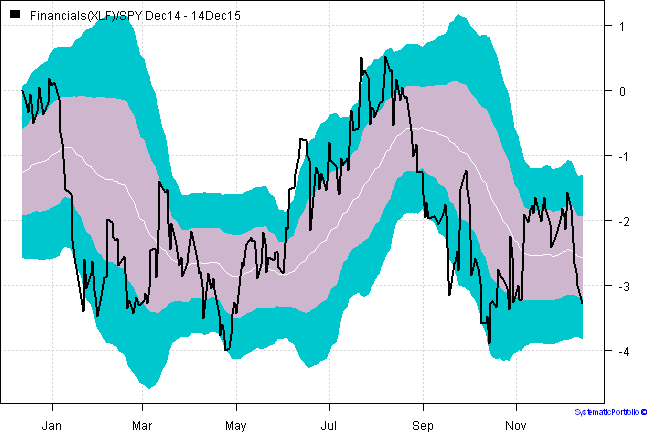 Financials(XLF)/SPY Dec14 - 14Dec15
1
0
-1
-2
-3
-4
Jan Mar May Jul Sep Nov
SystematicPortfolio ©